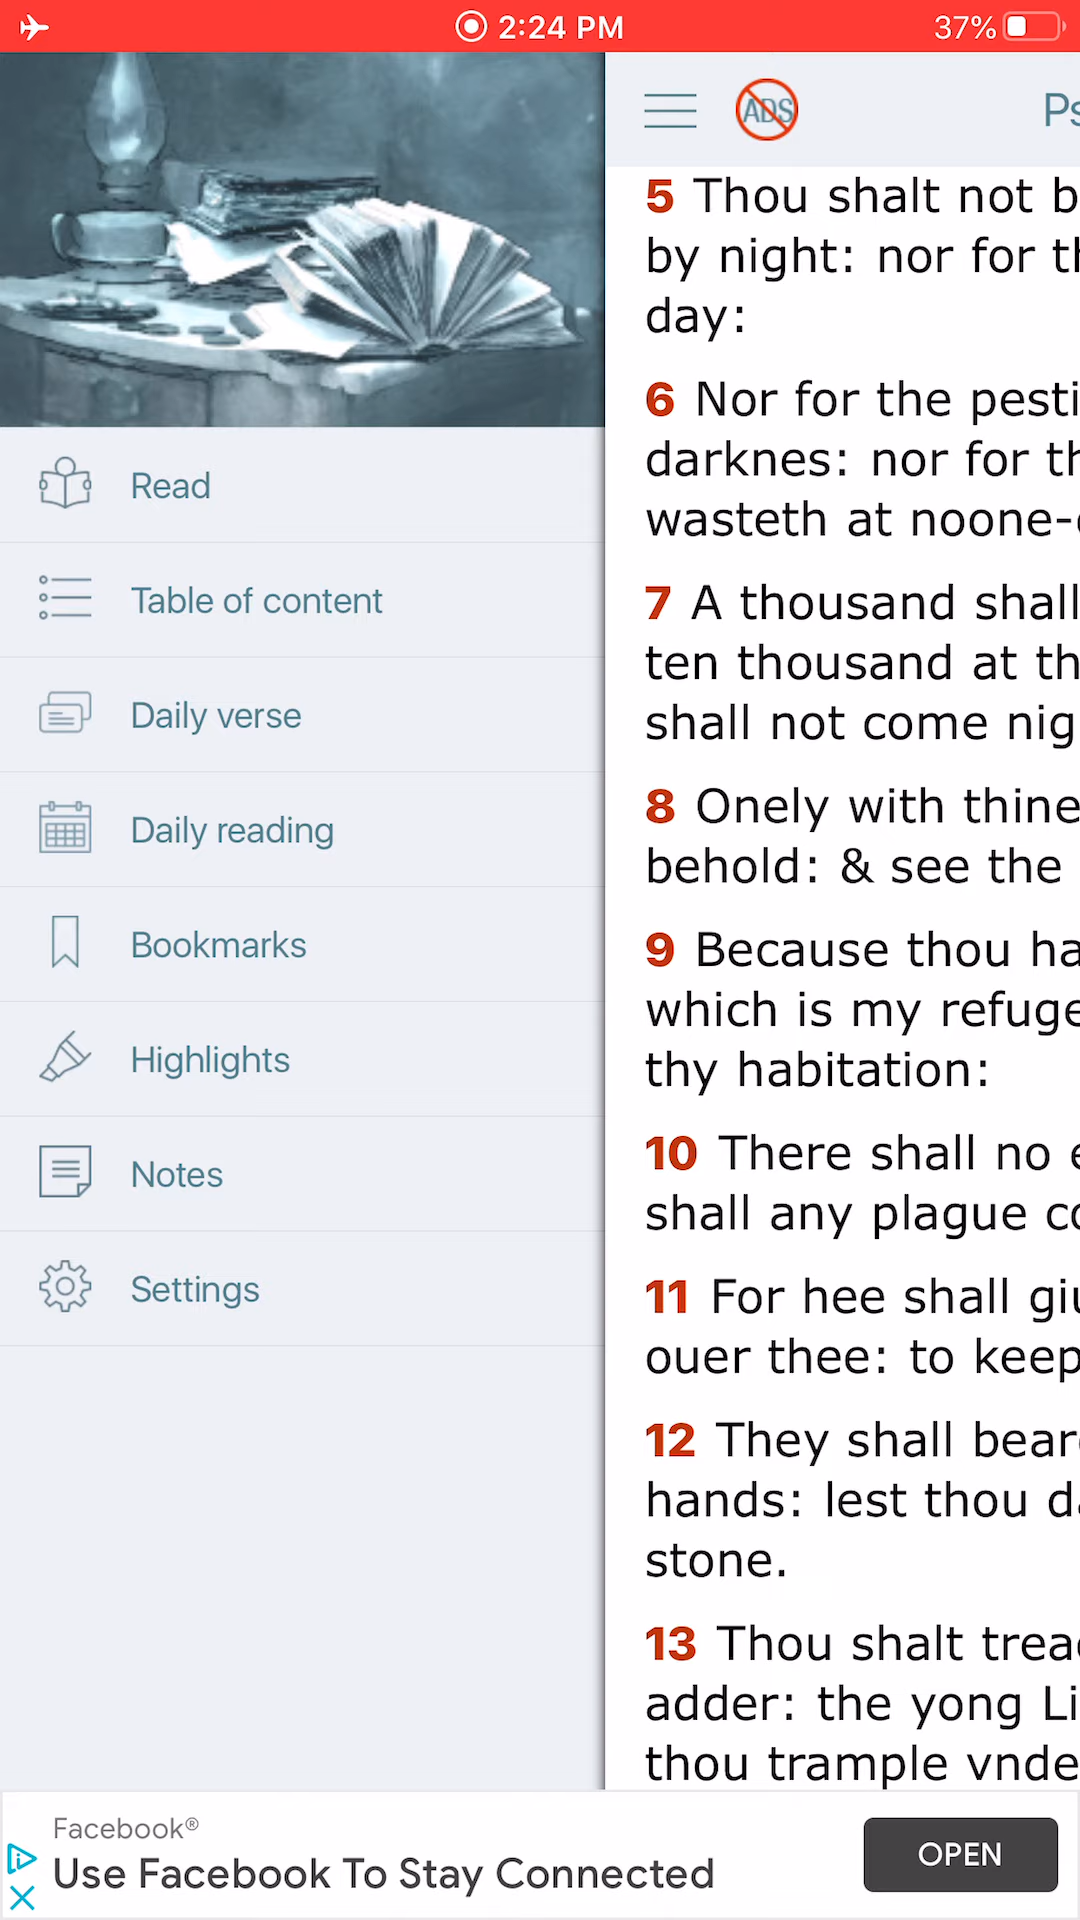 2:24 PM
37%
Read
Table of content
Daily verse
Daily reading
Bookmarks
Highlights
Notes
Settings
ADS
5 Thou shalt not
by night: nor for
day:
6 Nor for the
darknes: nor for
wasteth at
7 A thousand shall
ten thousand at
shall not come
8 Onely with thine
behold: & see the
9 Because thou
which is my refuge
thy habitation:
10 There shall no
shall any plague
11 For hee shall
ouer thee: to keep
12 They shall
hands: lest thou
stone.
13 Thou shalt
adder: the yong
thou trample
Facebook®
Use Facebook To Stay Connected
OPEN